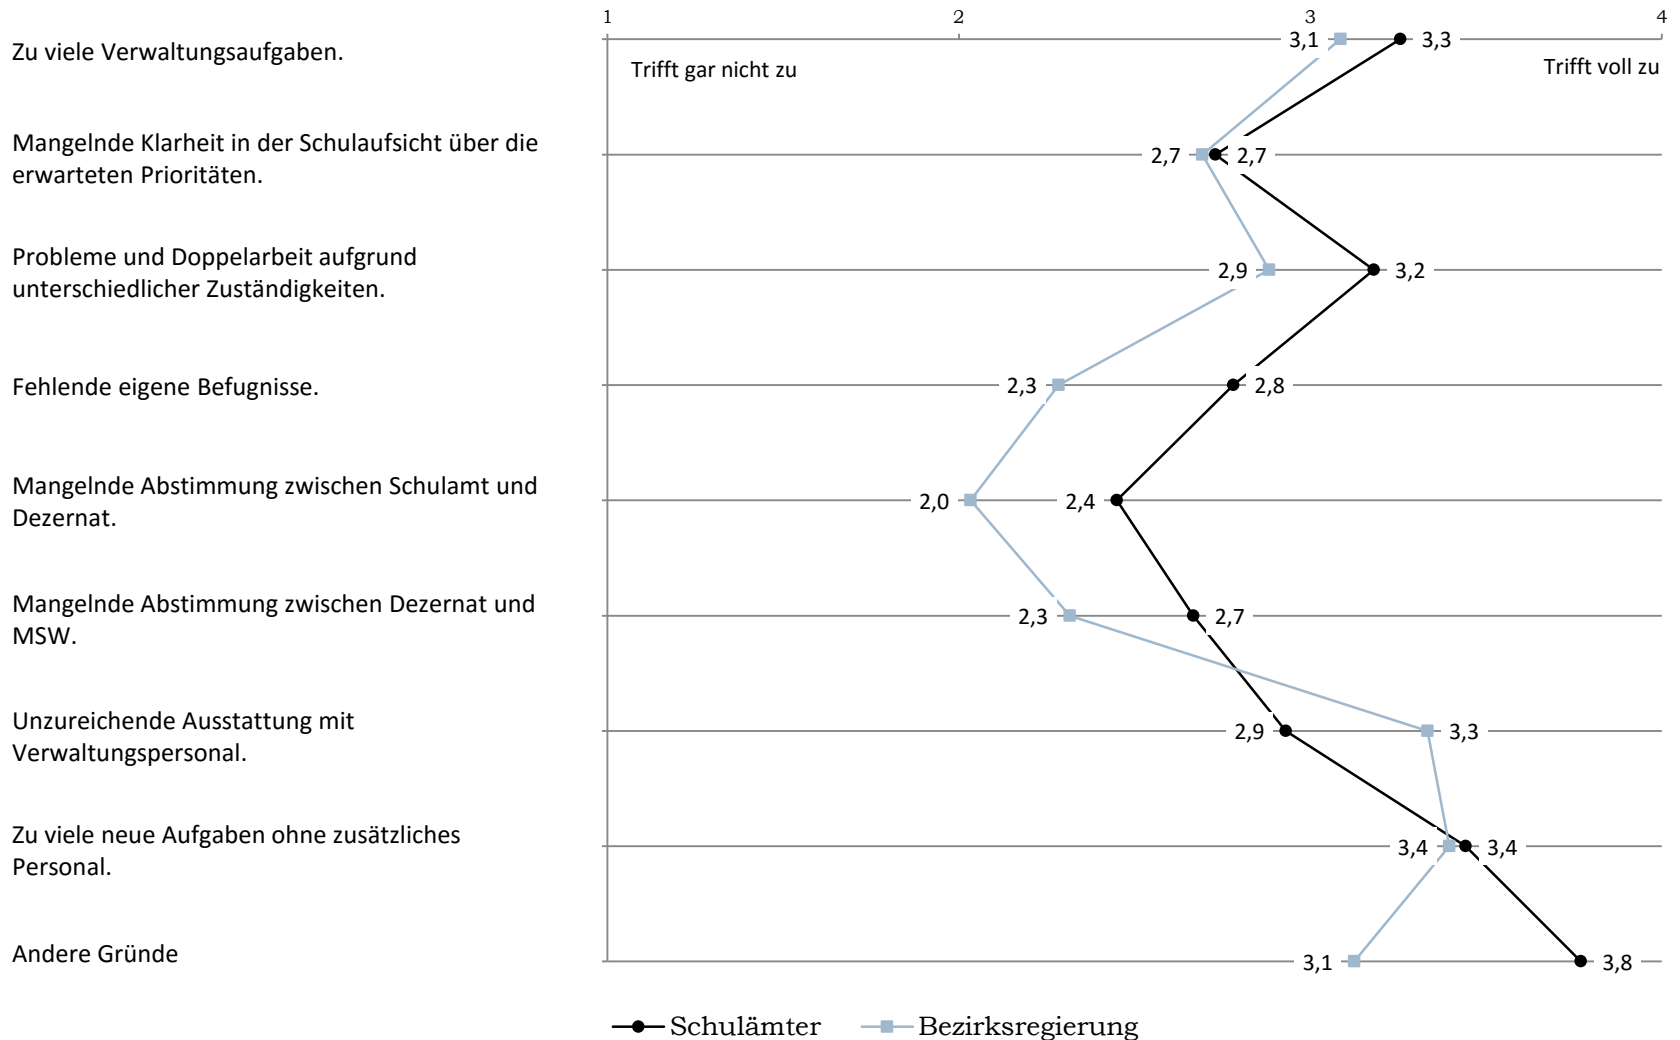 1 2 3 4
Zu viele Verwaltungsaufgaben.
3,1 3,3
Trifft gar nicht zu
Trifft voll zu
Mangelnde Klarheit in der Schulaufsicht über die
erwarteten Prioritäten.
2,7 2,7
Probleme und Doppelarbeit aufgrund
unterschiedlicher Zuständigkeiten.
2,9 3,2
Fehlende eigene Befugnisse.
2,3 2,8
Mangelnde Abstimmung zwischen Schulamt und
Dezernat.
2,0 2,4
Mangelnde Abstimmung zwischen Dezernat und
MSW.
2,3 2,7
Unzureichende Ausstattung mit
Verwaltungspersonal.
2,9 3,3
Zu viele neue Aufgaben ohne zusätzliches
Personal.
3,4 3,4
Andere Gründe
3,1 3,8
Schulämter Bezirksregierung